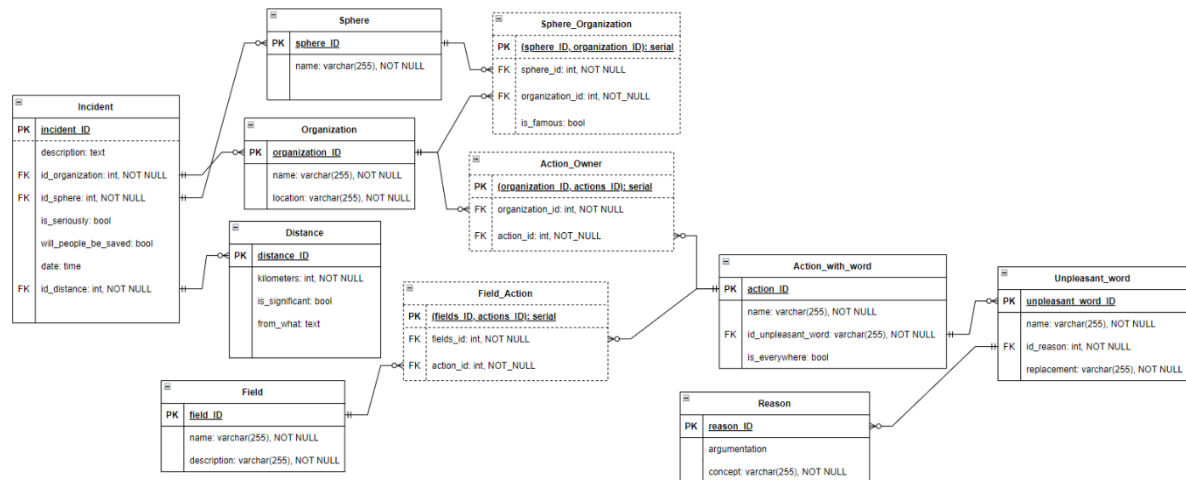 Sphere
PK sphere_ID
name: varchar(255), NOT NULL
Sphere_Organization
PK (sphere_ID, organization_ID): serial
FK sphere_id: int, NOT NULL
FK organization_id: int, NOT_NULL
is_famous: bool
Incident
PK incident_ID
description: text
FK id_organization: int, NOT NULL
FK id_sphere: int, NOT NULL
is_seriously: bool
will_people_be_saved: bool
date: time
FK id_distance: int, NOT NULL
Organization
PK organization_ID
name: varchar(255), NOT NULL
location: varchar(255), NOT NULL
Action_Owner
PK (organization_ID, actions_ID): serial
FK organization_id: int, NOT NULL
FK action_id: int, NOT_NULL
Distance
PK distance_ID
kilometers: int, NOT NULL
is_significant: bool
from_what: text
Field_Action
PK (fields_ID, actions_ID): serial
FK fields_id: int, NOT NULL
FK action_id: int, NOT_NULL
Action_with_word
PK action_ID
name: varchar(255), NOT NULL
FK id_unpleasant_word: varchar(255), NOT NULL
is_everywhere: bool
Unpleasant_word
PK unpleasant_word_ID
name: varchar(255), NOT NULL
FK id_reason: int, NOT NULL
replacement: varchar(255), NOT NULL
Field
PK field_ID
name: varchar(255), NOT NULL
description: varchar(255), NOT NULL
Reason
PK reason_ID
argumentation
concept: varchar(255), NOT NULL